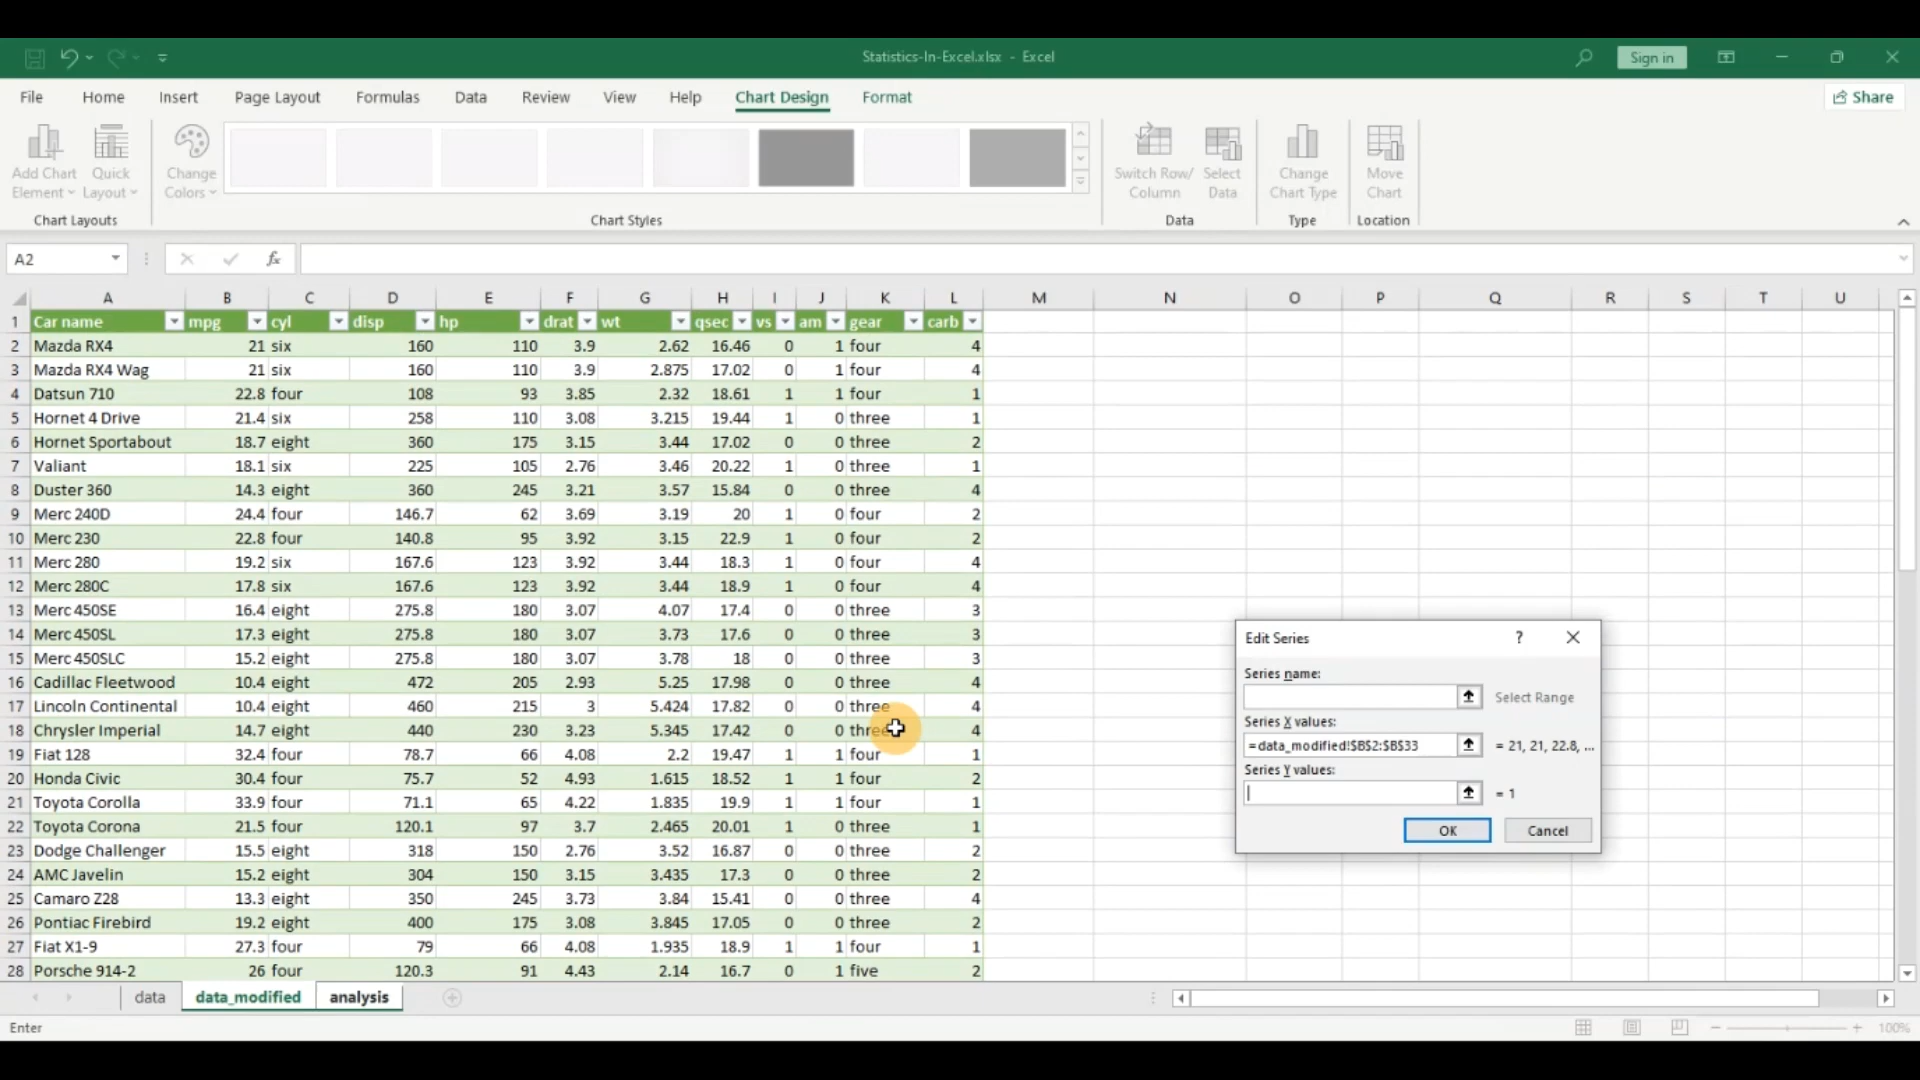 Statistics-In-Excel.xlsx - Excel
Sign in
File Home Insert Page Layout Formulas Data Review View Help Chart Design Format
Share
Add Chart Element
Quick Layout
Change Colors
Switch Row/ Column
Select Data
Change Chart Type
Move Chart
Chart Layouts
Chart Styles
Data
Type
Location
A2
fx
A B C D E F G H I J K L M N O P Q R S T U
1 Car name mpg cyl disp hp drat wt qsec vs am gear carb
2 Mazda RX4 21 six 160 110 3.9 2.62 16.46 0 1 four 4
3 Mazda RX4 Wag 21 six 160 110 3.9 2.875 17.02 0 1 four 4
4 Datsun 710 22.8 four 108 93 3.85 2.32 18.61 1 1 four 1
5 Hornet 4 Drive 21.4 six 258 110 3.08 3.215 19.44 1 0 three 1
6 Hornet Sportabout 18.7 eight 360 175 3.15 3.44 17.02 0 0 three 2
7 Valiant 18.1 six 225 105 2.76 3.46 20.22 1 0 three 1
8 Duster 360 14.3 eight 360 245 3.21 3.57 15.84 0 0 three 4
9 Merc 240D 24.4 four 146.7 62 3.69 3.19 20 1 0 four 2
10 Merc 230 22.8 four 140.8 95 3.92 3.15 22.9 1 0 four 2
11 Merc 280 19.2 six 167.6 123 3.92 3.44 18.3 1 0 four 4
12 Merc 280C 17.8 six 167.6 123 3.92 3.44 18.9 1 0 four 4
13 Merc 450SE 16.4 eight 275.8 180 3.07 4.07 17.4 0 0 three 3
14 Merc 450SL 17.3 eight 275.8 180 3.07 3.73 17.6 0 0 three 3
15 Merc 450SLC 15.2 eight 275.8 180 3.07 3.78 18 0 0 three 3
16 Cadillac Fleetwood 10.4 eight 472 205 2.93 5.25 17.98 0 0 three 4
17 Lincoln Continental 10.4 eight 460 215 3 5.424 17.82 0 0 three 4
18 Chrysler Imperial 14.7 eight 440 230 3.23 5.345 17.42 0 0 three 4
19 Fiat 128 32.4 four 78.7 66 4.08 2.2 19.47 1 1 four 1
20 Honda Civic 30.4 four 75.7 52 4.93 1.615 18.52 1 1 four 2
21 Toyota Corolla 33.9 four 71.1 65 4.22 1.835 19.9 1 1 four 1
22 Toyota Corona 21.5 four 120.1 97 3.7 2.465 20.01 1 0 three 1
23 Dodge Challenger 15.5 eight 318 150 2.76 3.52 16.87 0 0 three 2
24 AMC Javelin 15.2 eight 304 150 3.15 3.435 17.3 0 0 three 2
25 Camaro Z28 13.3 eight 350 245 3.73 3.84 15.41 0 0 three 4
26 Pontiac Firebird 19.2 eight 400 175 3.08 3.845 17.05 0 0 three 2
27 Fiat X1-9 27.3 four 79 66 4.08 1.935 18.9 1 1 four 1
28 Porsche 914-2 26 four 120.3 91 4.43 2.14 16.7 0 1 five 2
Edit Series ?
Series name:
Select Range
Series X values:
=data_modified!$B$2:$B$33 = 21, 21, 22.8, ...
Series Y values:
= 1
OK Cancel
data data_modified analysis
Enter
100%